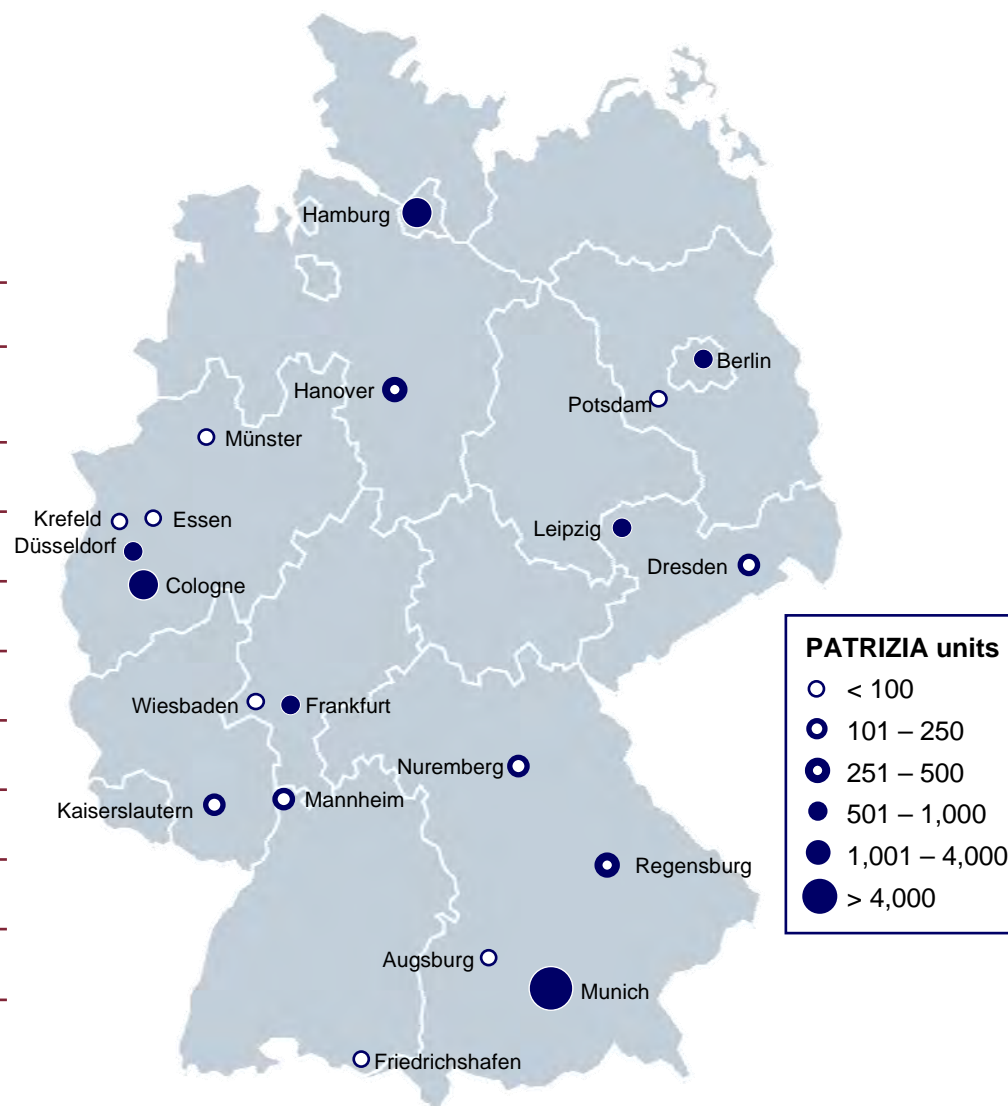 Hamburg
Berlin
Hanover
Potsdam
Münster
Krefeld
Essen
Düsseldorf
Leipzig
Dresden
Cologne
PATRIZIA units
< 100
101 – 250
251 – 500
501 – 1,000
1,001 – 4,000
> 4,000
Wiesbaden
Frankfurt
Nuremberg
Kaiserslautern
Mannheim
Regensburg
Augsburg
Munich
Friedrichshafen